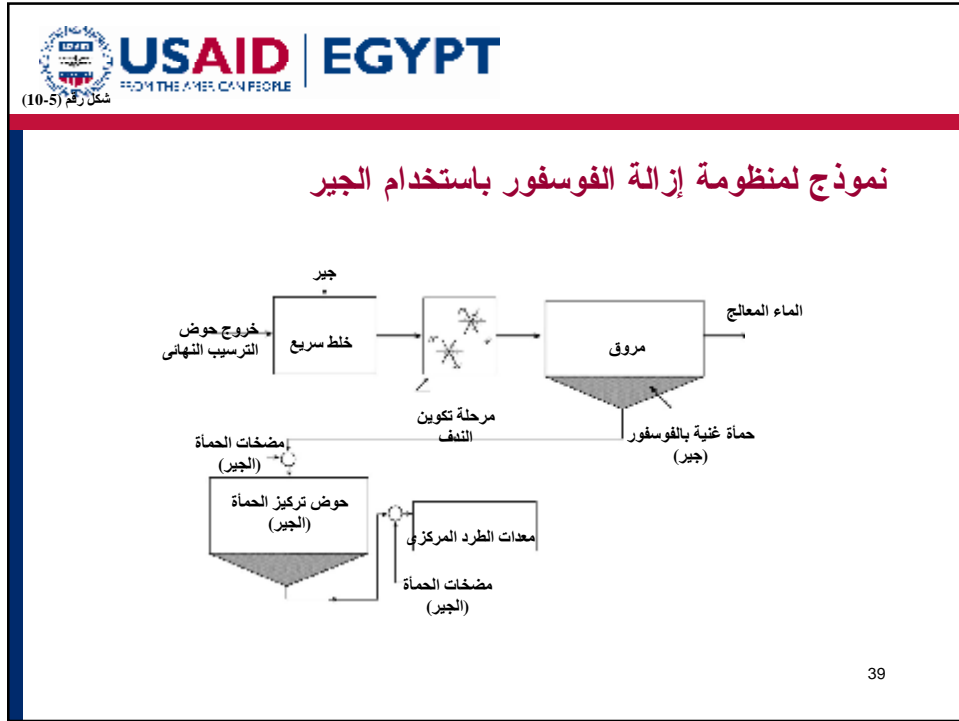 USAID | EGYPT
FROM THE AMERICAN PEOPLE
شكل رقم (5-10)
نموذج لمنظومة إزالة الفوسفور باستخدام الجير
جير
خروج حوض
الترسيب النهائى
خلط سريع
مروق
الماء المعالج
مرحلة تكوين
الندف
حمأة غنية بالفوسفور
(جير)
مضخات الحمأة
(الجير)
حوض تركيز الحمأة
(الجير)
معدات الطرد المركزى
مضخات الحمأة
(الجير)
39